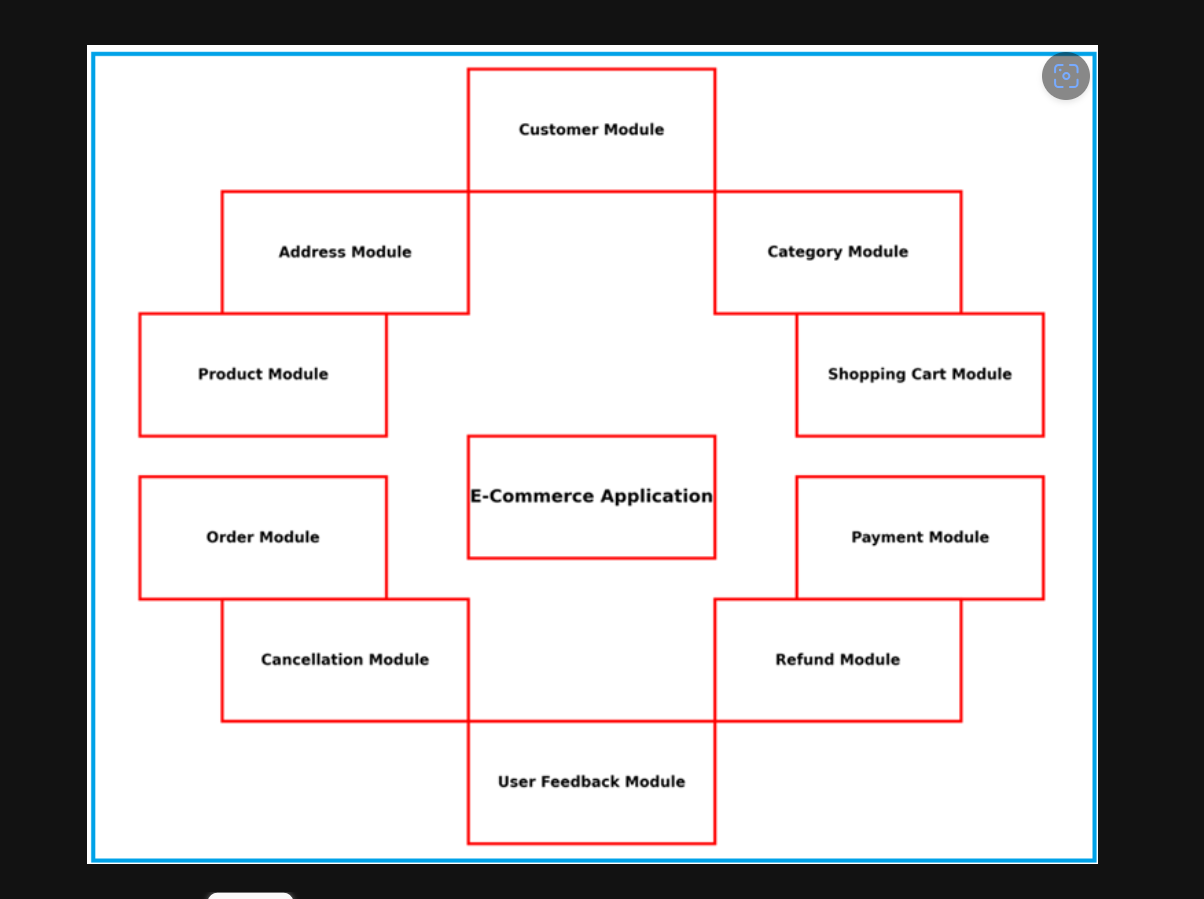 Customer Module
Address Module
Category Module
Product Module
Shopping Cart Module
E-Commerce Application
Order Module
Payment Module
Cancellation Module
Refund Module
User Feedback Module